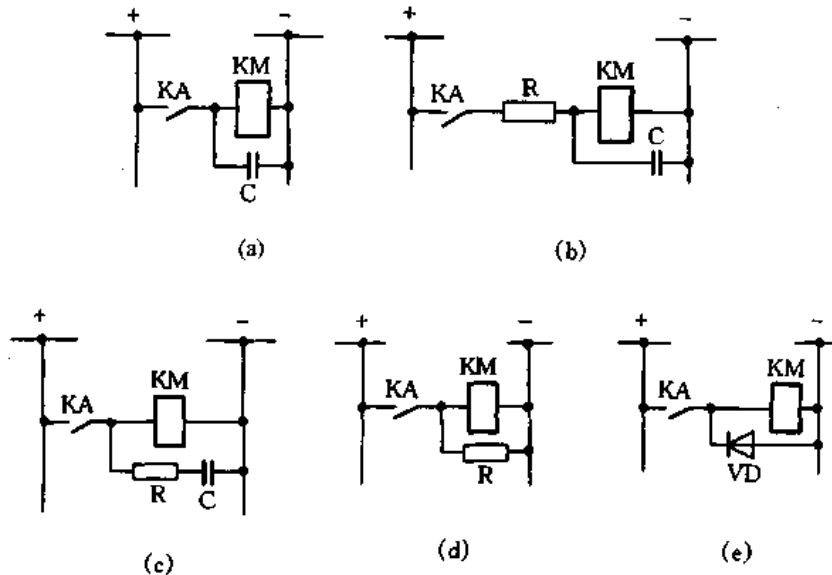 + - + -
KA KM KA R KM
C C
(a) (b)
+ - + - + -
KA KM KA KM KA KM
R C R VD
(c) (d) (e)